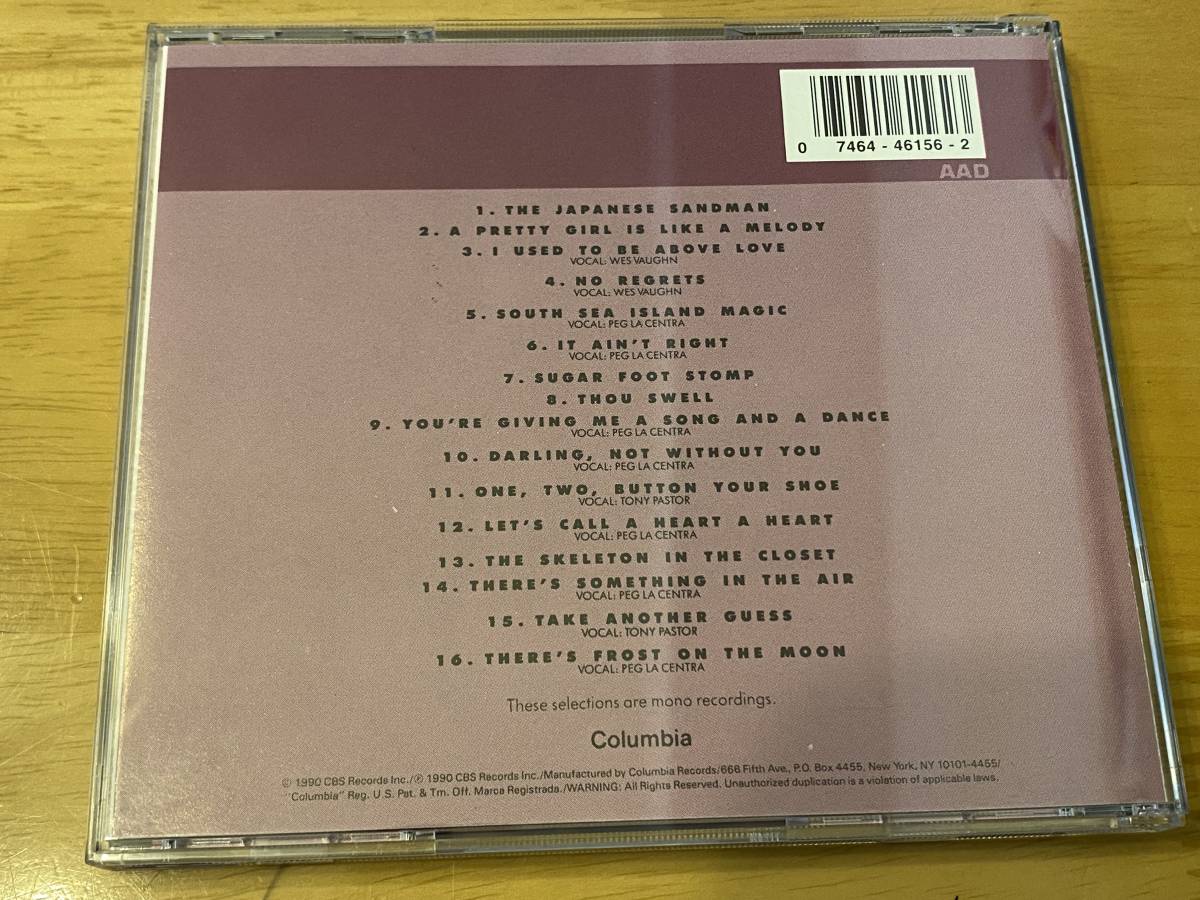 0 7464 - 46156 - 2
AAD
1. THE JAPANESE SANDMAN
2. A PRETTY GIRL IS LIKE A MELODY
3. I USED TO BE ABOVE LOVE
VOCAL: WES VAUGHN
4. NO REGRETS
VOCAL: WES VAUGHN
5. SOUTH SEA ISLAND MAGIC
VOCAL: PEG LA CENTRA
6. IT AIN'T RIGHT
VOCAL: PEG LA CENTRA
7. SUGAR FOOT STOMP
8. THOU SWELL
9. YOU'RE GIVING ME A SONG AND A DANCE
VOCAL: PEG LA CENTRA
10. DARLING, NOT WITHOUT YOU
VOCAL: PEG LA CENTRA
11. ONE, TWO, BUTTON YOUR SHOE
VOCAL: TONY PASTOR
12. LET'S CALL A HEART A HEART
VOCAL: PEG LA CENTRA
13. THE SKELETON IN THE CLOSET
14. THERE'S SOMETHING IN THE AIR
VOCAL: PEG LA CENTRA
15. TAKE ANOTHER GUESS
VOCAL: TONY PASTOR
16. THERE'S FROST ON THE MOON
VOCAL: PEG LA CENTRA
These selections are mono recordings.
Columbia
© 1990 CBS Records Inc./℗ 1990 CBS Records Inc./Manufactured by Columbia Records/666 Fifth Ave., P.O. Box 4455, New York, NY 10101-4455/
"Columbia" Reg. U.S. Pat. & Tm. Off. Marca Registrada./WARNING: All Rights Reserved. Unauthorized duplication is a violation of applicable laws.